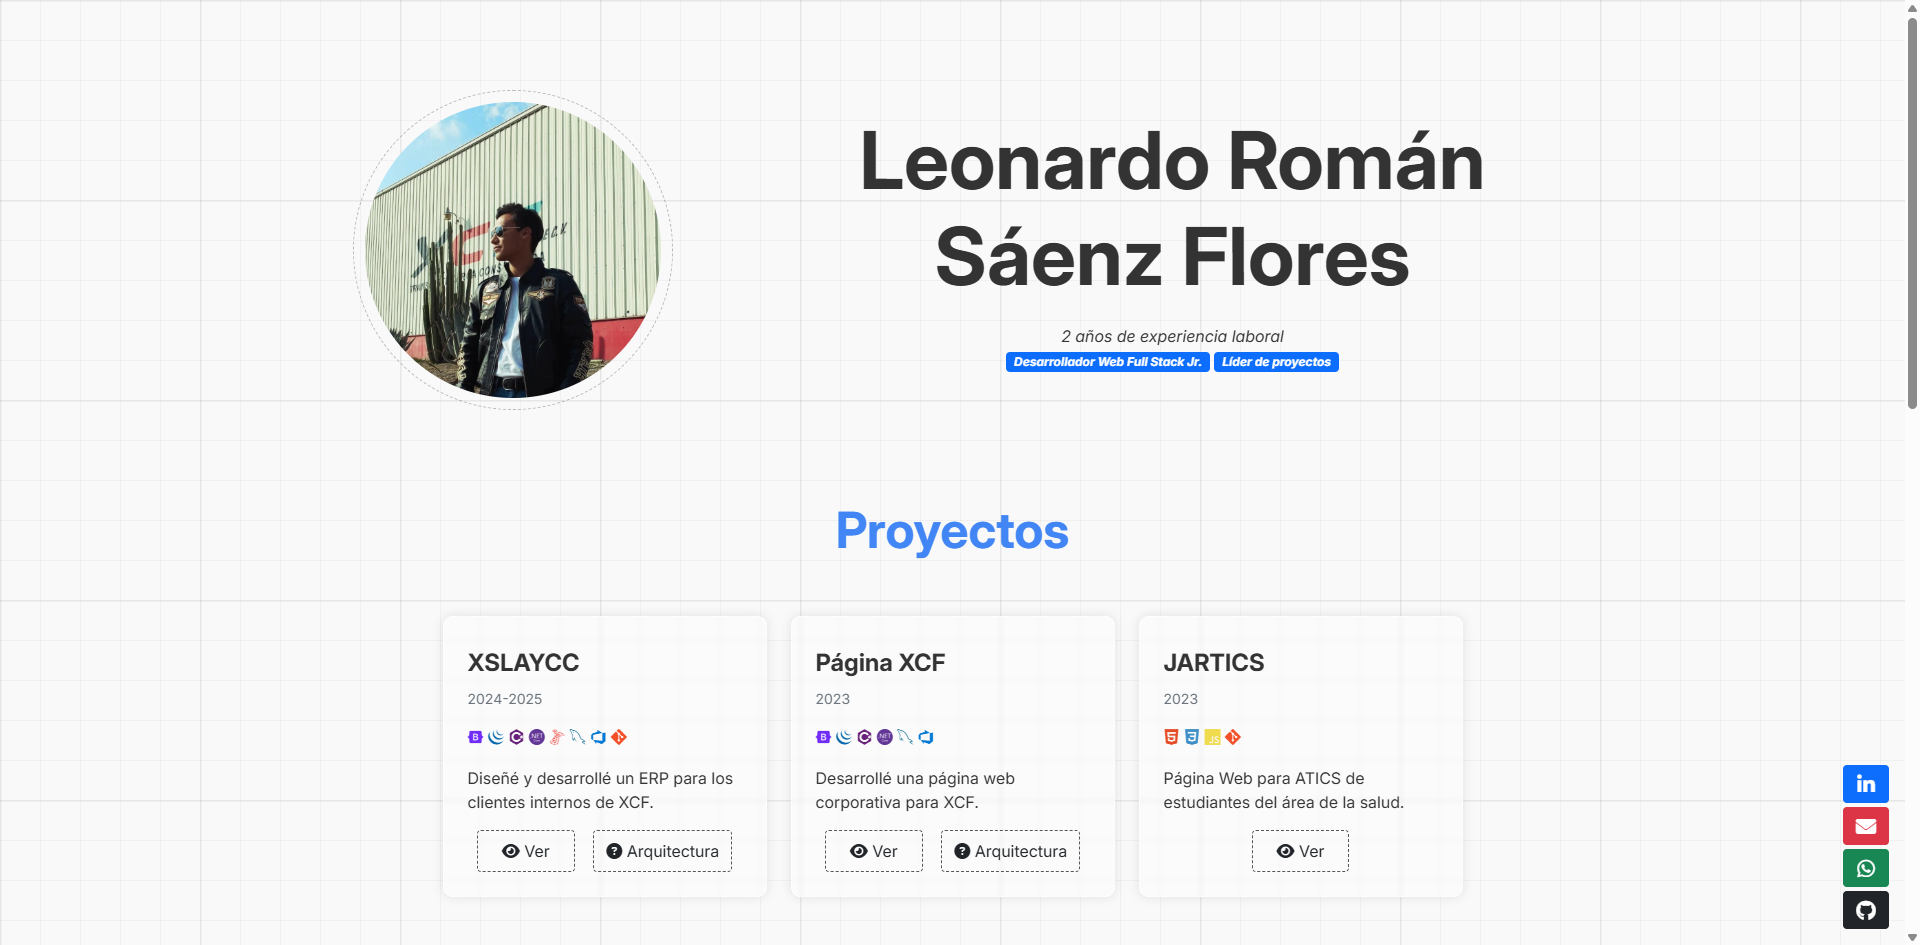 Leonardo Román
Sáenz Flores
2 años de experiencia laboral
Desarrollador Web Full Stack Jr. Líder de proyectos
Proyectos
XSLAYCC
2024-2025
Diseñé y desarrollé un ERP para los
clientes internos de XCF.
Ver Arquitectura
Página XCF
2023
Desarrollé una página web
corporativa para XCF.
Ver Arquitectura
JARTICS
2023
JS
Página Web para ATICS de
estudiantes del área de la salud.
Ver